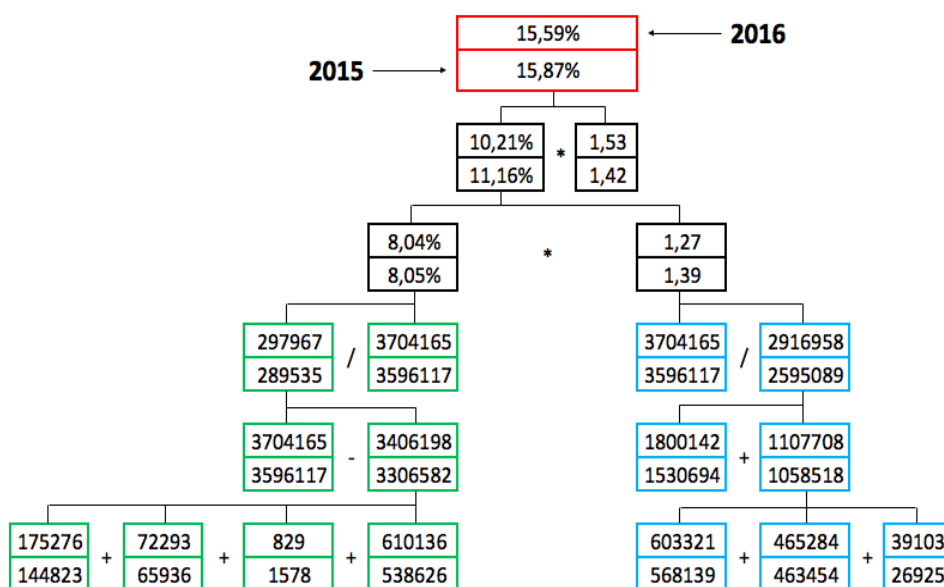 15,59%
2016
2015
15,87%
10,21% * 1,53
11,16% 1,42
8,04% * 1,27
8,05% 1,39
297967 / 3704165 3704165 / 2916958
289535 3596117 3596117 2595089
3704165 - 3406198 1800142 + 1107708
3596117 3306582 1530694 1058518
175276 + 72293 + 829 + 610136 603321 + 465284 + 39103
144823 65936 1578 538626 568139 463454 26925